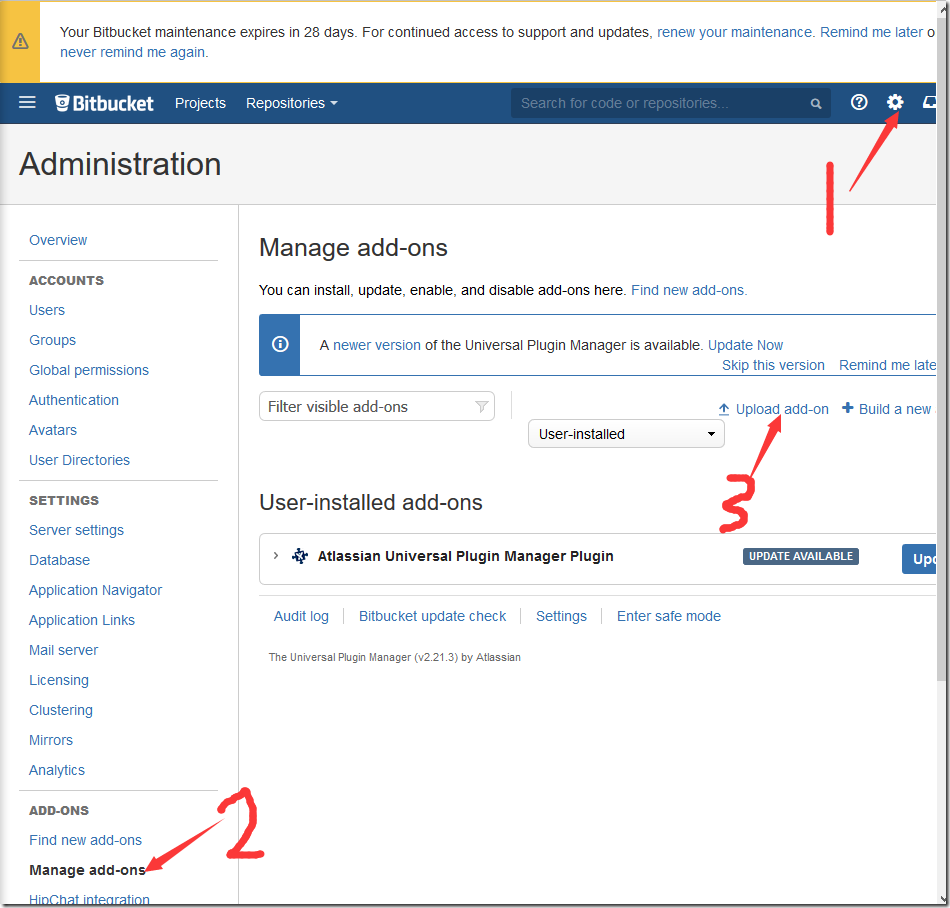 Your Bitbucket maintenance expires in 28 days. For continued access to support and updates, renew your maintenance. Remind me later o
never remind me again.
Bitbucket Projects Repositories Search for code or repositories...
1
Administration
Overview
ACCOUNTS
Users
Groups
Global permissions
Authentication
Avatars
User Directories
SETTINGS
Server settings
Database
Application Navigator
Application Links
Mail server
Licensing
Clustering
Mirrors
Analytics
ADD-ONS
Find new add-ons
Manage add-ons
HipChat integration
2
Manage add-ons
You can install, update, enable, and disable add-ons here. Find new add-ons.
A newer version of the Universal Plugin Manager is available. Update Now
Skip this version Remind me late
Filter visible add-ons
Upload add-on Build a new
User-installed
3
User-installed add-ons
Atlassian Universal Plugin Manager Plugin UPDATE AVAILABLE Upd
Audit log Bitbucket update check Settings Enter safe mode
The Universal Plugin Manager (v2.21.3) by Atlassian